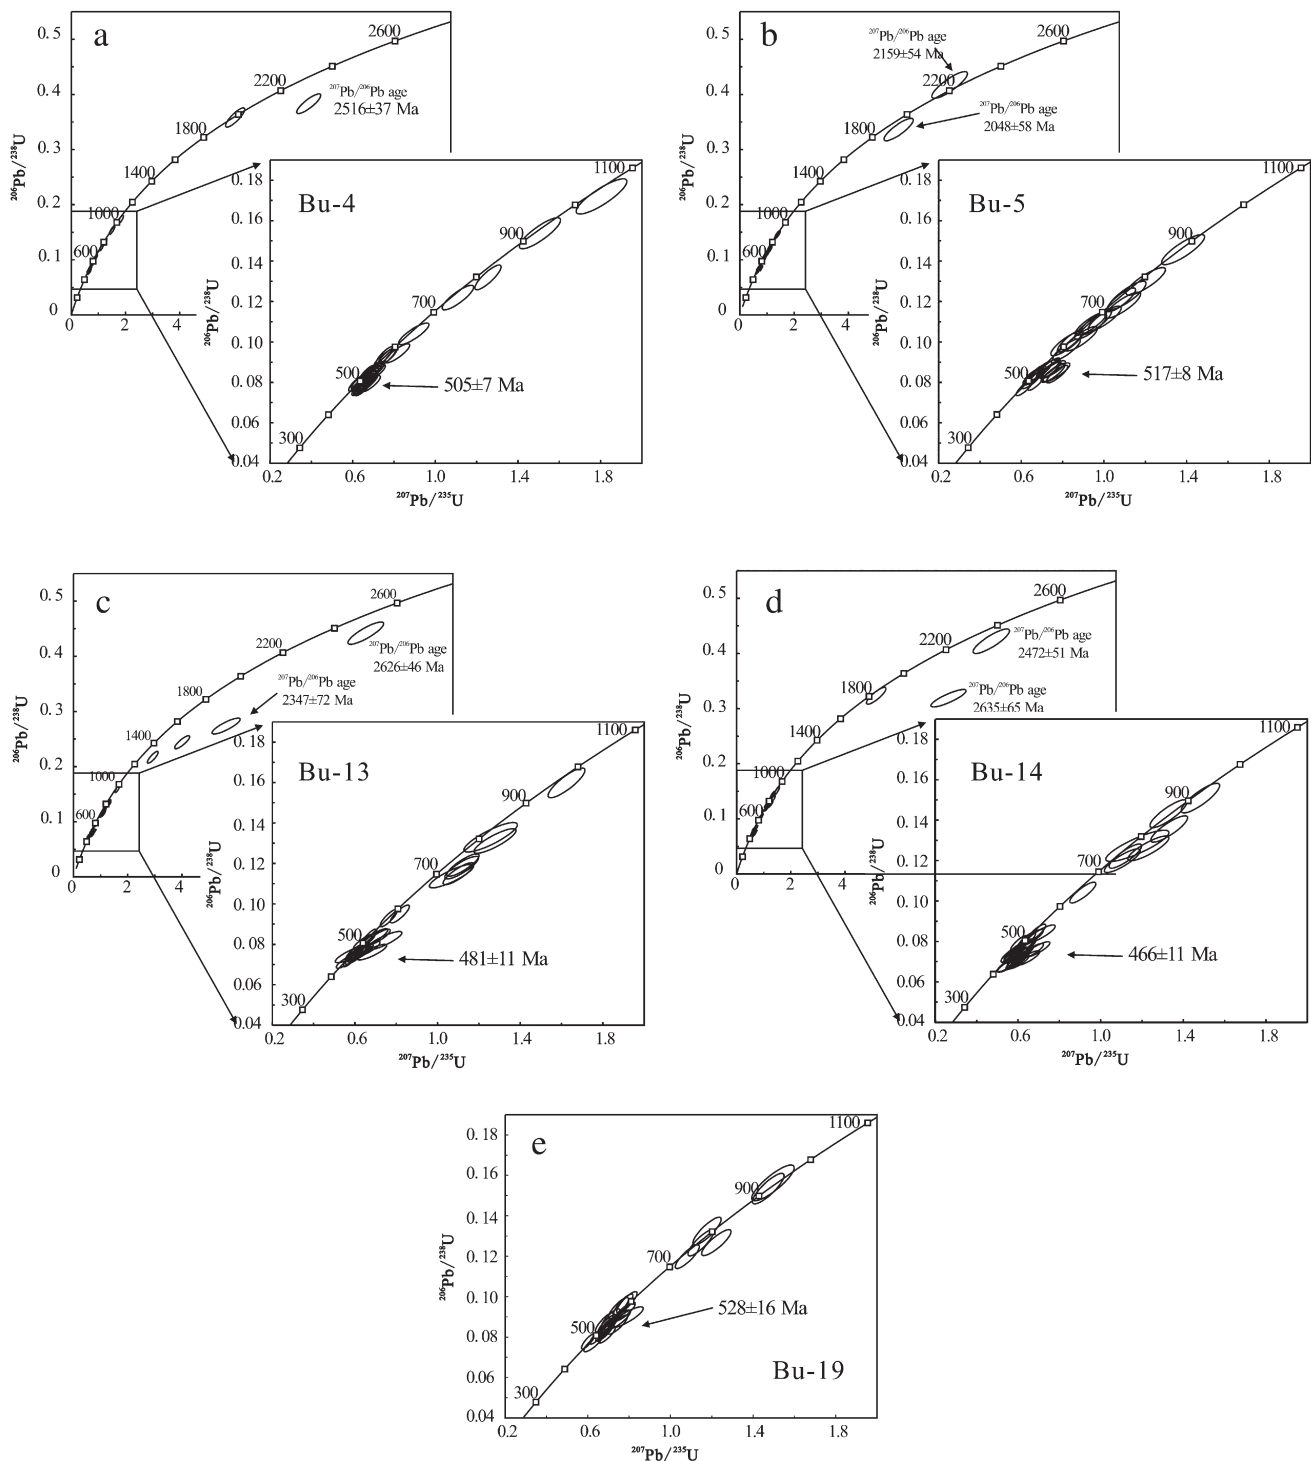 a
0.5
0.4
0.3
0.2
0.1
0
²⁰⁶Pb/²³⁸U
0 2 4
600
1000
1400
1800
2200
2600
²⁰⁷Pb/²⁰⁶Pb age
2516±37 Ma
Bu-4
0.18
0.16
0.14
0.12
0.10
0.08
0.06
0.04
²⁰⁶Pb/²³⁸U
300
500
700
900
1100
505±7 Ma
0.2 0.6 1.0 1.4 1.8
²⁰⁷Pb/²³⁵U
b
0.5
0.4
0.3
0.2
0.1
0
²⁰⁶Pb/²³⁸U
0 2 4
600
1000
1400
1800
2200
2600
²⁰⁷Pb/²⁰⁶Pb age
2159±54 Ma
²⁰⁷Pb/²⁰⁶Pb age
2048±58 Ma
Bu-5
0.18
0.16
0.14
0.12
0.10
0.08
0.06
0.04
²⁰⁶Pb/²³⁸U
300
500
700
900
1100
517±8 Ma
0.2 0.6 1.0 1.4 1.8
²⁰⁷Pb/²³⁵U
c
0.5
0.4
0.3
0.2
0.1
0
²⁰⁶Pb/²³⁸U
0 2 4
600
1000
1400
1800
2200
2600
²⁰⁷Pb/²⁰⁶Pb age
2626±46 Ma
²⁰⁷Pb/²⁰⁶Pb age
2347±72 Ma
Bu-13
0.18
0.16
0.14
0.12
0.10
0.08
0.06
0.04
²⁰⁶Pb/²³⁸U
300
500
700
900
1100
481±11 Ma
0.2 0.6 1.0 1.4 1.8
²⁰⁷Pb/²³⁵U
d
0.5
0.4
0.3
0.2
0.1
0
²⁰⁶Pb/²³⁸U
0 2 4
600
1000
1400
1800
2200
2600
²⁰⁷Pb/²⁰⁶Pb age
2472±51 Ma
²⁰⁷Pb/²⁰⁶Pb age
2635±65 Ma
Bu-14
0.18
0.16
0.14
0.12
0.10
0.08
0.06
0.04
²⁰⁶Pb/²³⁸U
300
500
700
900
1100
466±11 Ma
0.2 0.6 1.0 1.4 1.8
²⁰⁷Pb/²³⁵U
e
0.18
0.16
0.14
0.12
0.10
0.08
0.06
0.04
²⁰⁶Pb/²³⁸U
300
500
700
900
1100
528±16 Ma
Bu-19
0.2 0.6 1.0 1.4 1.8
²⁰⁷Pb/²³⁵U